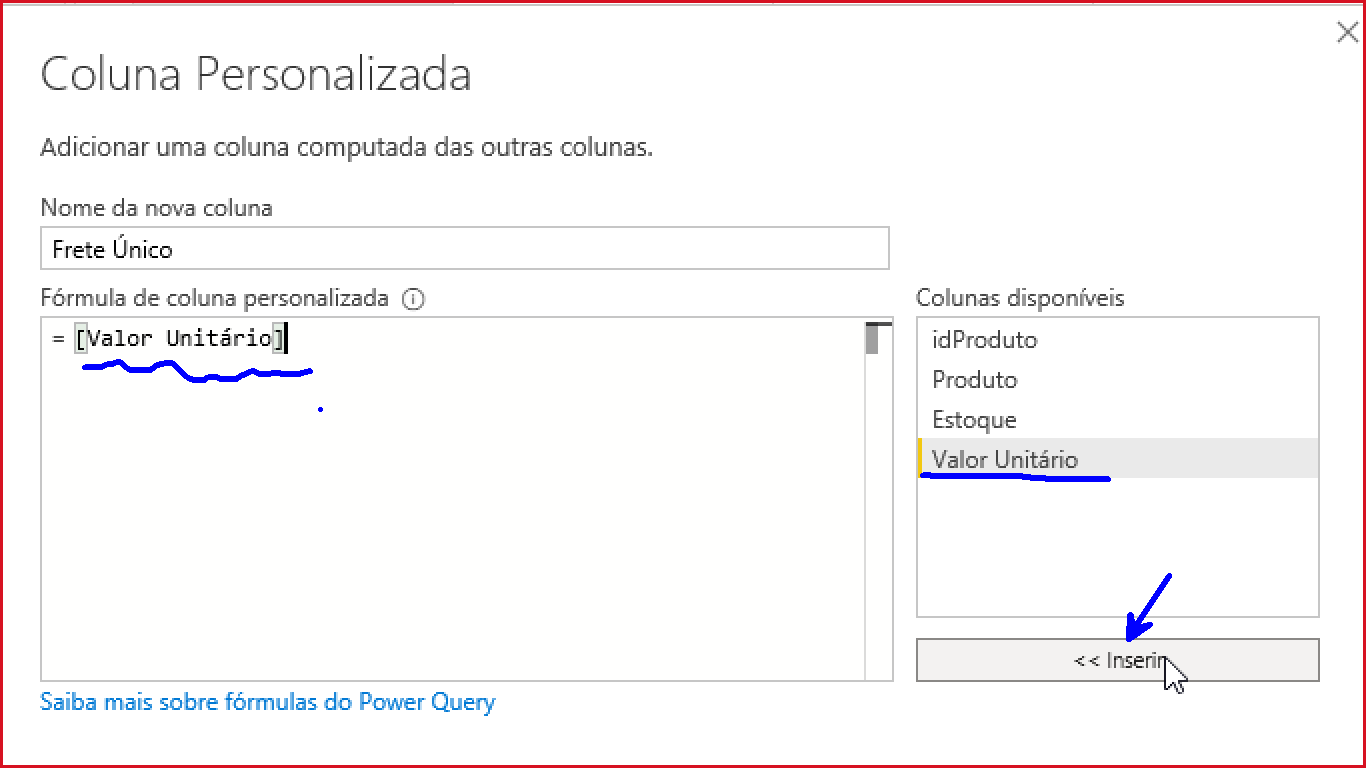 Coluna Personalizada
Adicionar uma coluna computada das outras colunas.
Nome da nova coluna
Frete Único
Fórmula de coluna personalizada
= [Valor Unitário]
Colunas disponíveis
idProduto
Produto
Estoque
Valor Unitário
<< Inserir
Saiba mais sobre fórmulas do Power Query